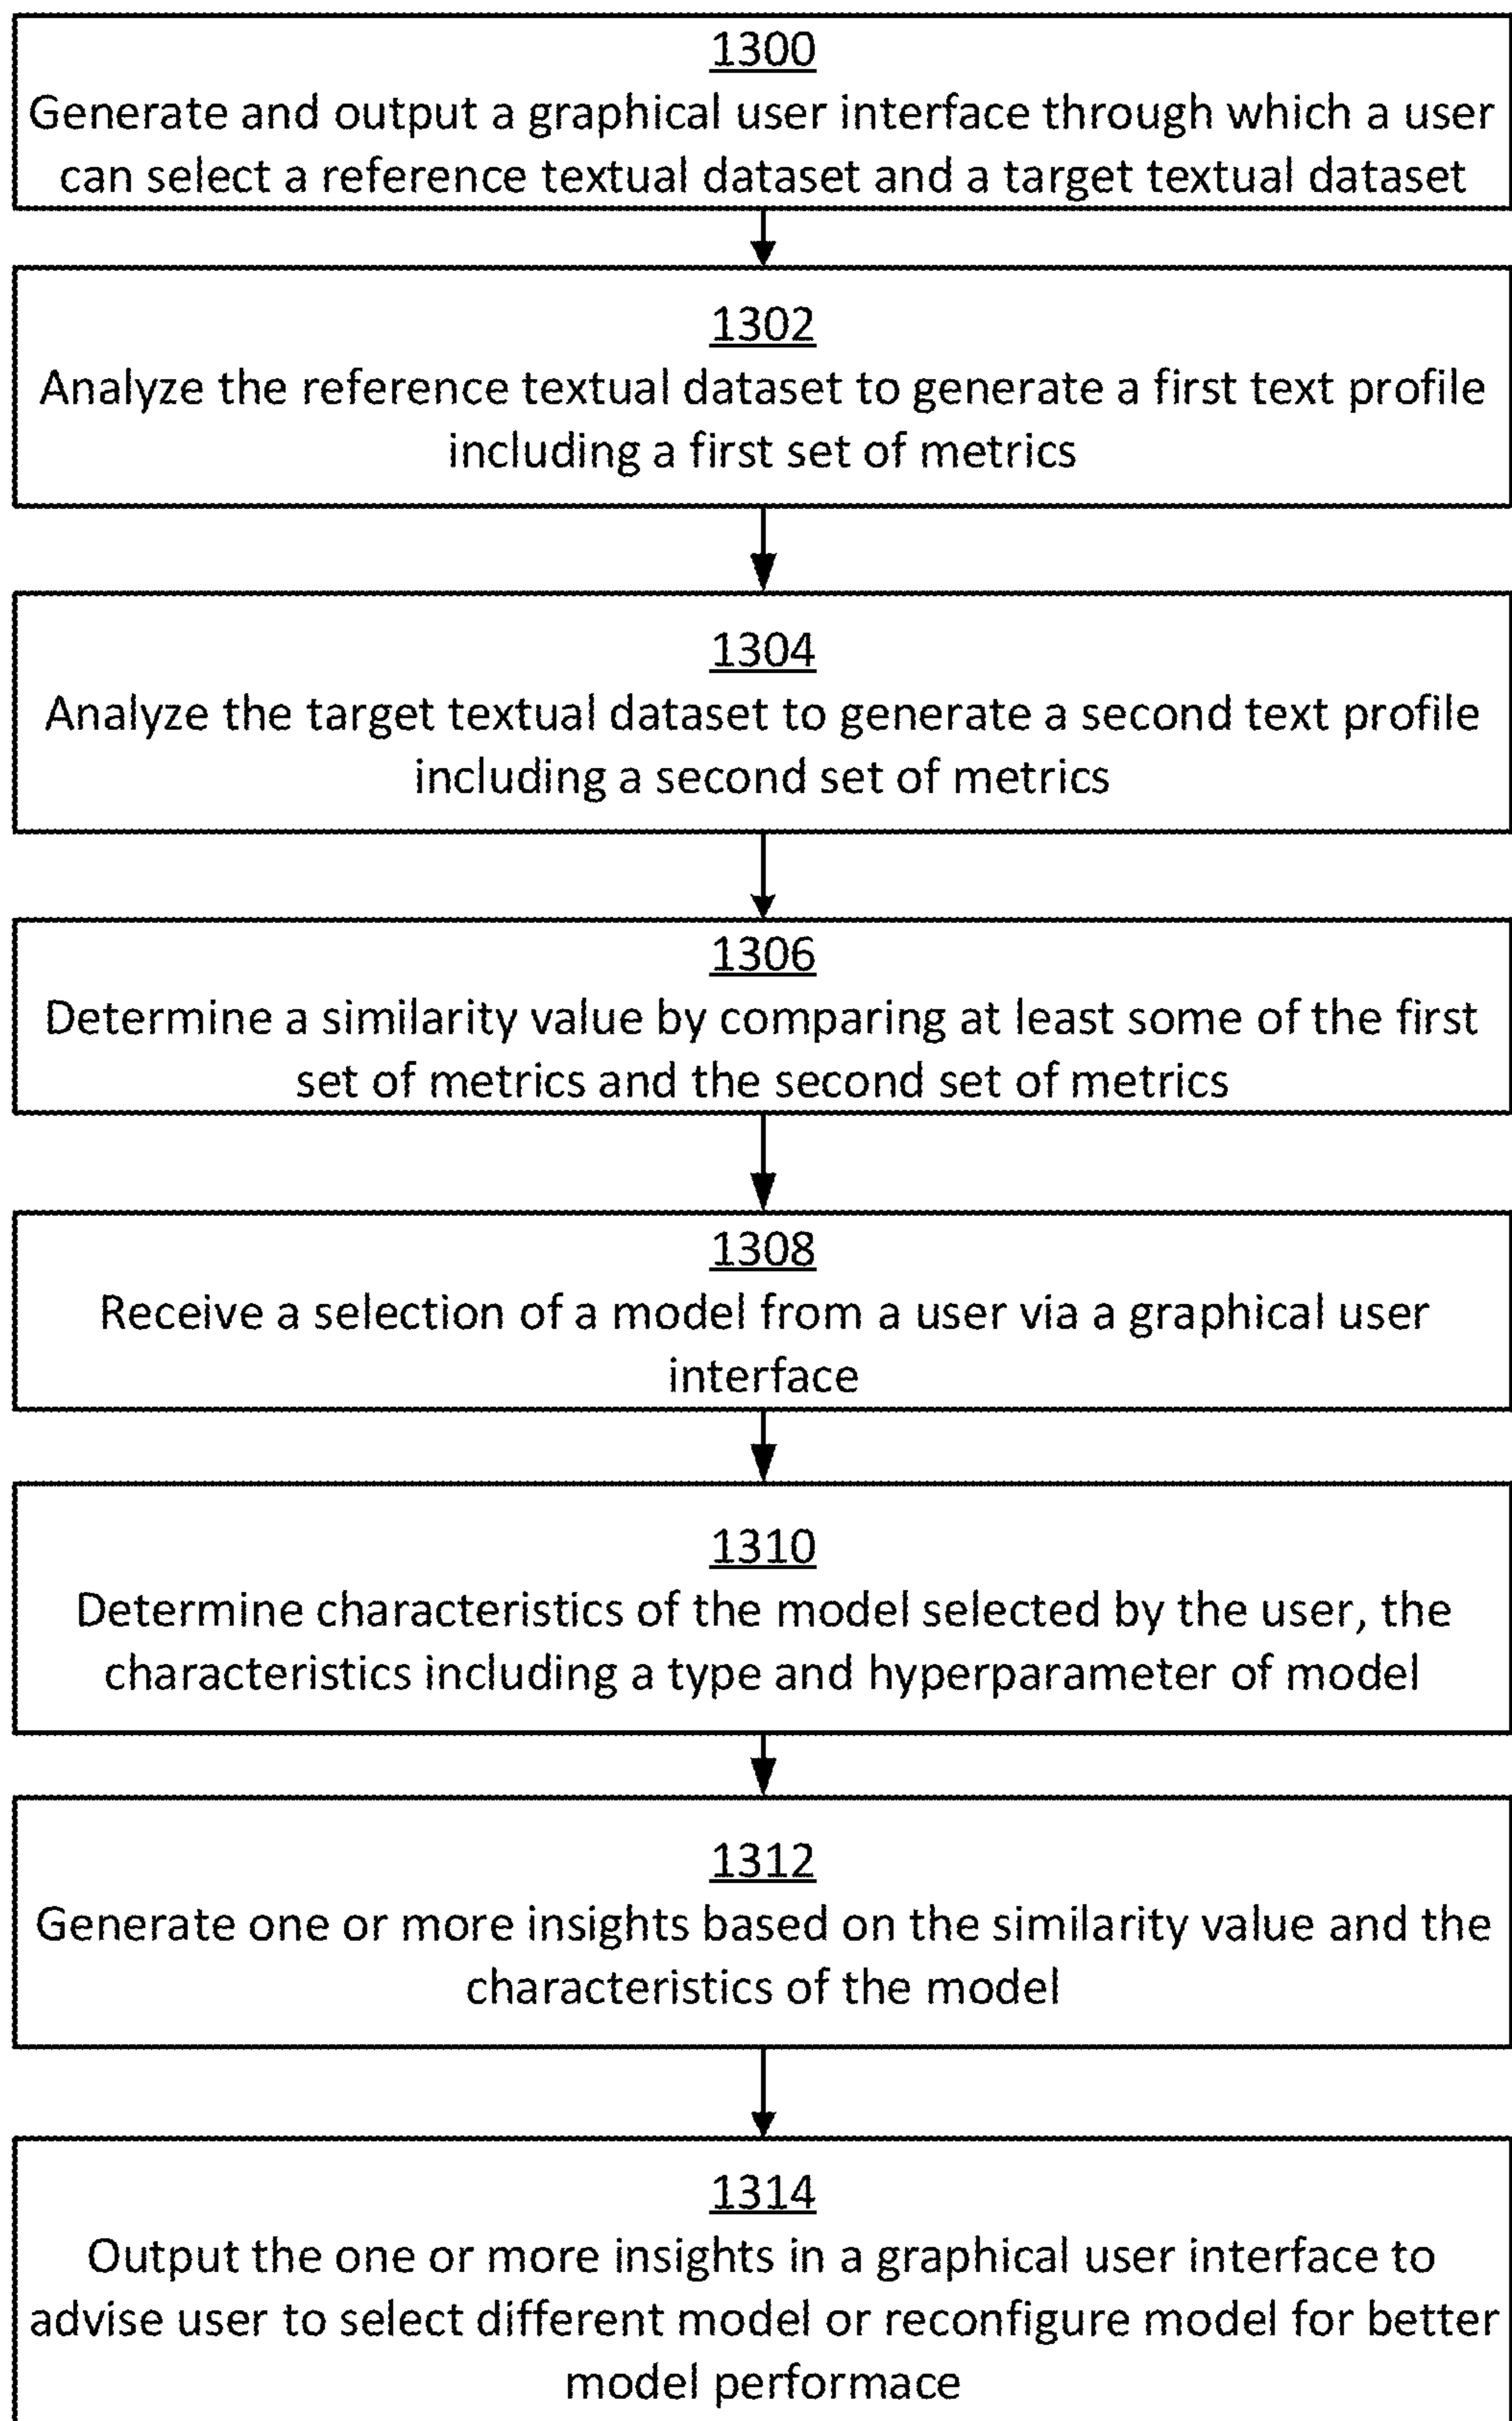 1300
Generate and output a graphical user interface through which a user
can select a reference textual dataset and a target textual dataset
1302
Analyze the reference textual dataset to generate a first text profile
including a first set of metrics
1304
Analyze the target textual dataset to generate a second text profile
including a second set of metrics
1306
Determine a similarity value by comparing at least some of the first
set of metrics and the second set of metrics
1308
Receive a selection of a model from a user via a graphical user
interface
1310
Determine characteristics of the model selected by the user, the
characteristics including a type and hyperparameter of model
1312
Generate one or more insights based on the similarity value and the
characteristics of the model
1314
Output the one or more insights in a graphical user interface to
advise user to select different model or reconfigure model for better
model performace